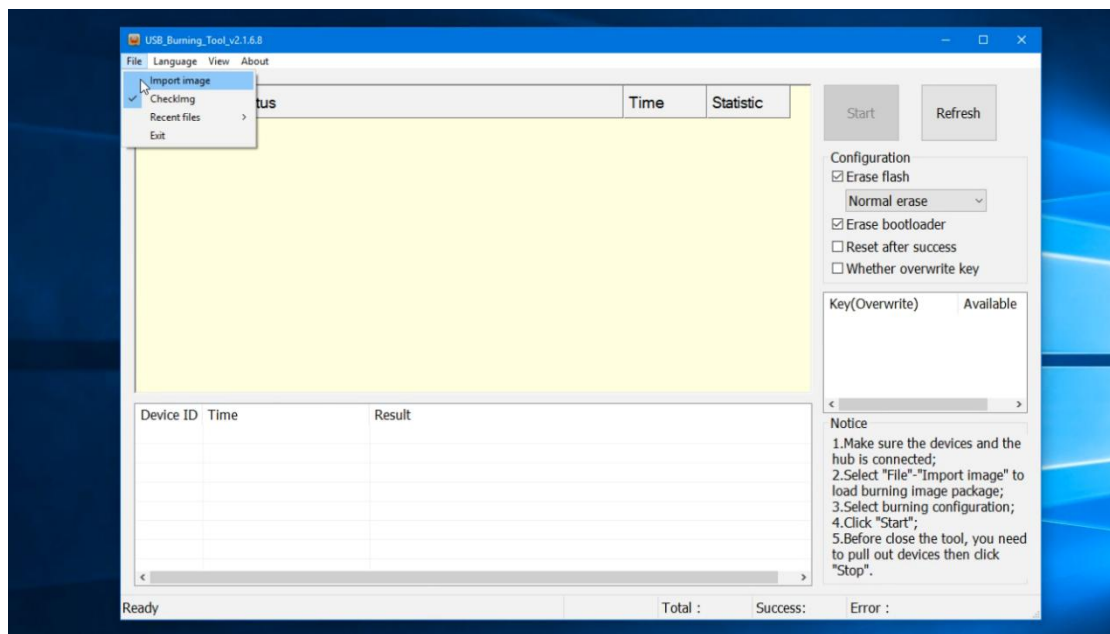 USB_Burning_Tool_v2.1.6.8
File Language View About
Import image
CheckImg
Recent files
Exit
tus Time Statistic
Start Refresh
Configuration
Erase flash
Normal erase
Erase bootloader
Reset after success
Whether overwrite key
Key(Overwrite) Available
Device ID Time Result
Notice
1.Make sure the devices and the
hub is connected;
2.Select "File"-"Import image" to
load burning image package;
3.Select burning configuration;
4.Click "Start";
5.Before close the tool, you need
to pull out devices then click
"Stop".
Ready Total : Success: Error :